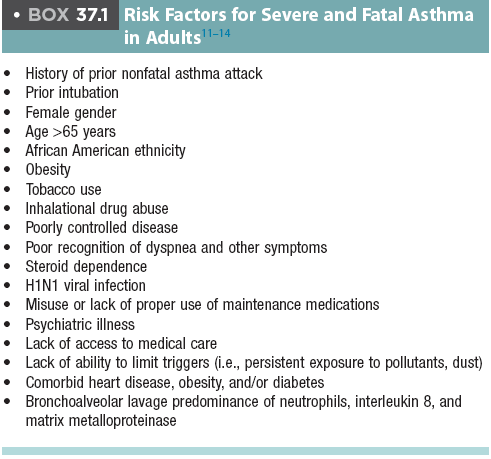 • BOX 37.1 Risk Factors for Severe and Fatal Asthma
in Adults11–14
• History of prior nonfatal asthma attack
• Prior intubation
• Female gender
• Age >65 years
• African American ethnicity
• Obesity
• Tobacco use
• Inhalational drug abuse
• Poorly controlled disease
• Poor recognition of dyspnea and other symptoms
• Steroid dependence
• H1N1 viral infection
• Misuse or lack of proper use of maintenance medications
• Psychiatric illness
• Lack of access to medical care
• Lack of ability to limit triggers (i.e., persistent exposure to pollutants, dust)
• Comorbid heart disease, obesity, and/or diabetes
• Bronchoalveolar lavage predominance of neutrophils, interleukin 8, and
matrix metalloproteinase